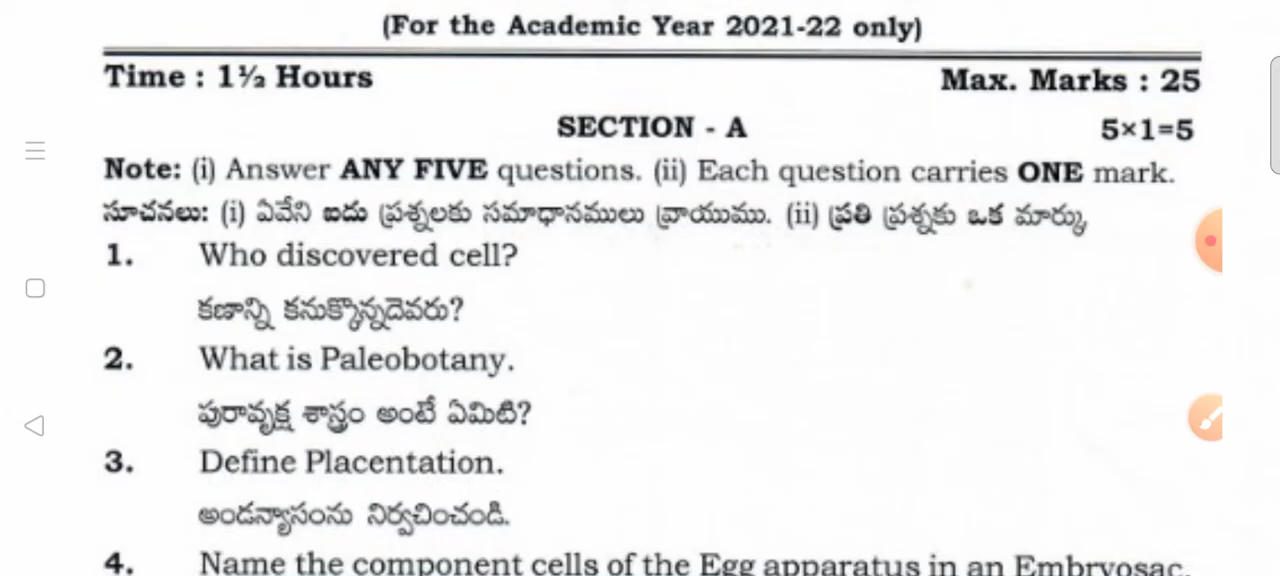 (For the Academic Year 2021-22 only)
Time : 1½ Hours Max. Marks : 25
SECTION - A 5×1=5
Note: (i) Answer ANY FIVE questions. (ii) Each question carries ONE mark.
సూచనలు: (i) ఏవేని ఐదు ప్రశ్నలకు సమాధానములు వ్రాయుము. (ii) ప్రతి ప్రశ్నకు ఒక మార్కు
1. Who discovered cell?
కణాన్ని కనుక్కొన్నదెవరు?
2. What is Paleobotany.
పురావృక్ష శాస్త్రం అంటే ఏమిటి?
3. Define Placentation.
అండన్యాసంను నిర్వచించండి.
4. Name the component cells of the Egg apparatus in an Embryosac.